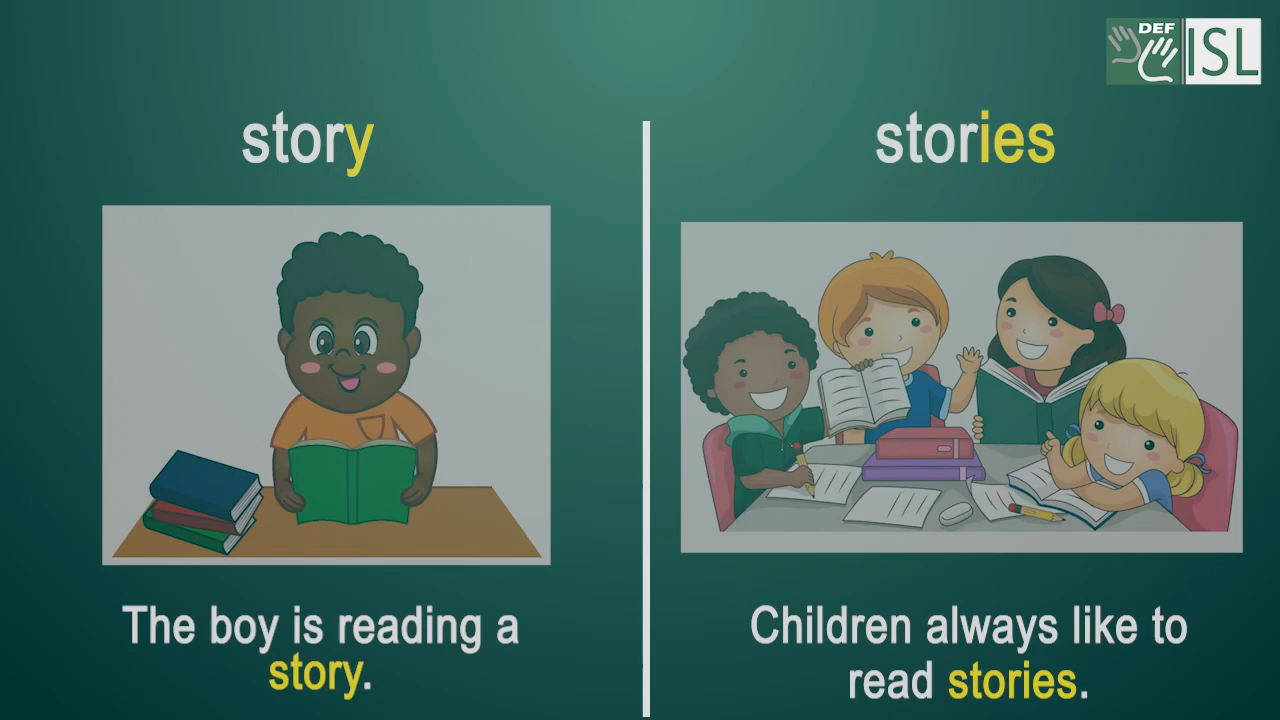 DEF
ISL
story
The boy is reading a
story.
stories
Children always like to
read stories.